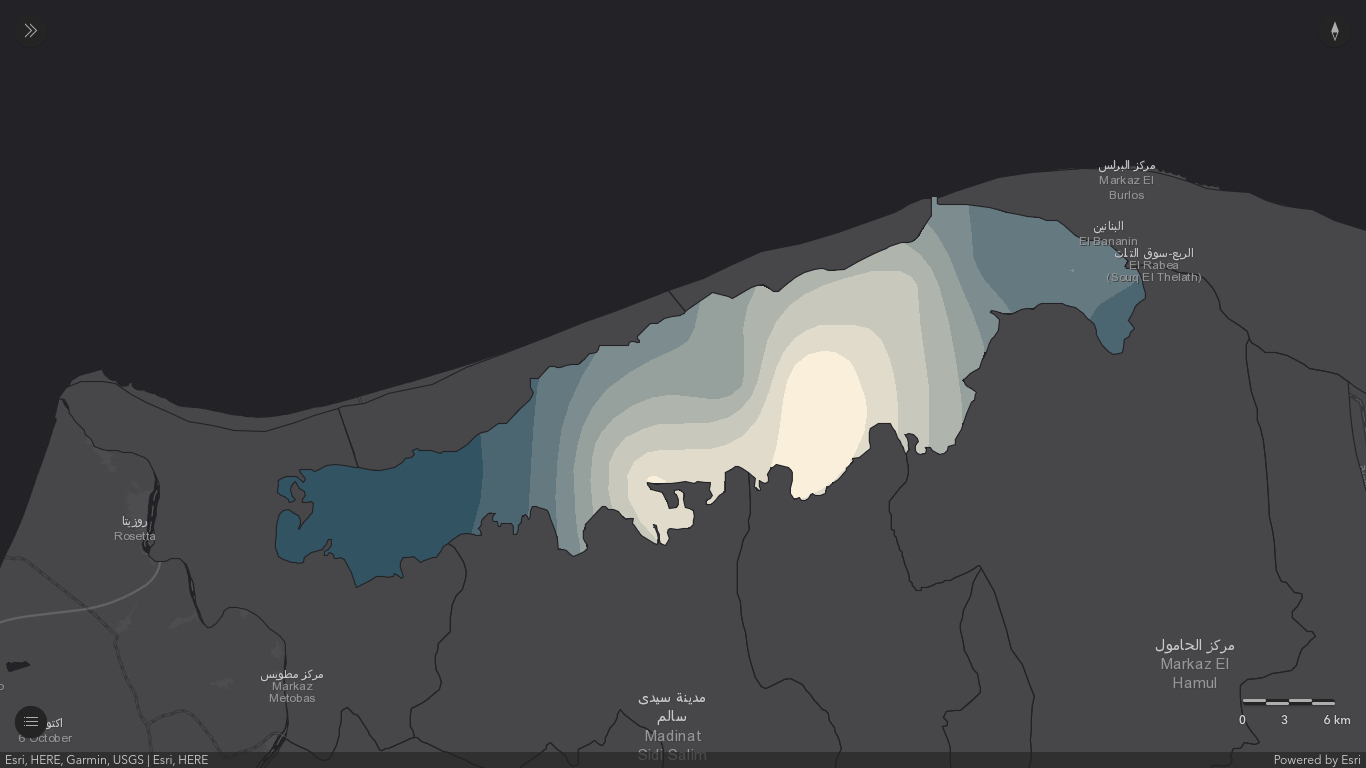 مركز البرلس
Markaz El
Burlos
البنانين
El Bananin
الربع-سوق الثلاث
El Rabea
(Souq El Thelath)
روزيتا
Rosetta
مركز الحامول
Markaz El
Hamul
مركز مطوبس
Markaz
Metobas
مدينة سيدى
سالم
Madinat
Sidi Salim
0 3 6 km
6 October
Esri, HERE, Garmin, USGS | Esri, HERE
Powered by Esri